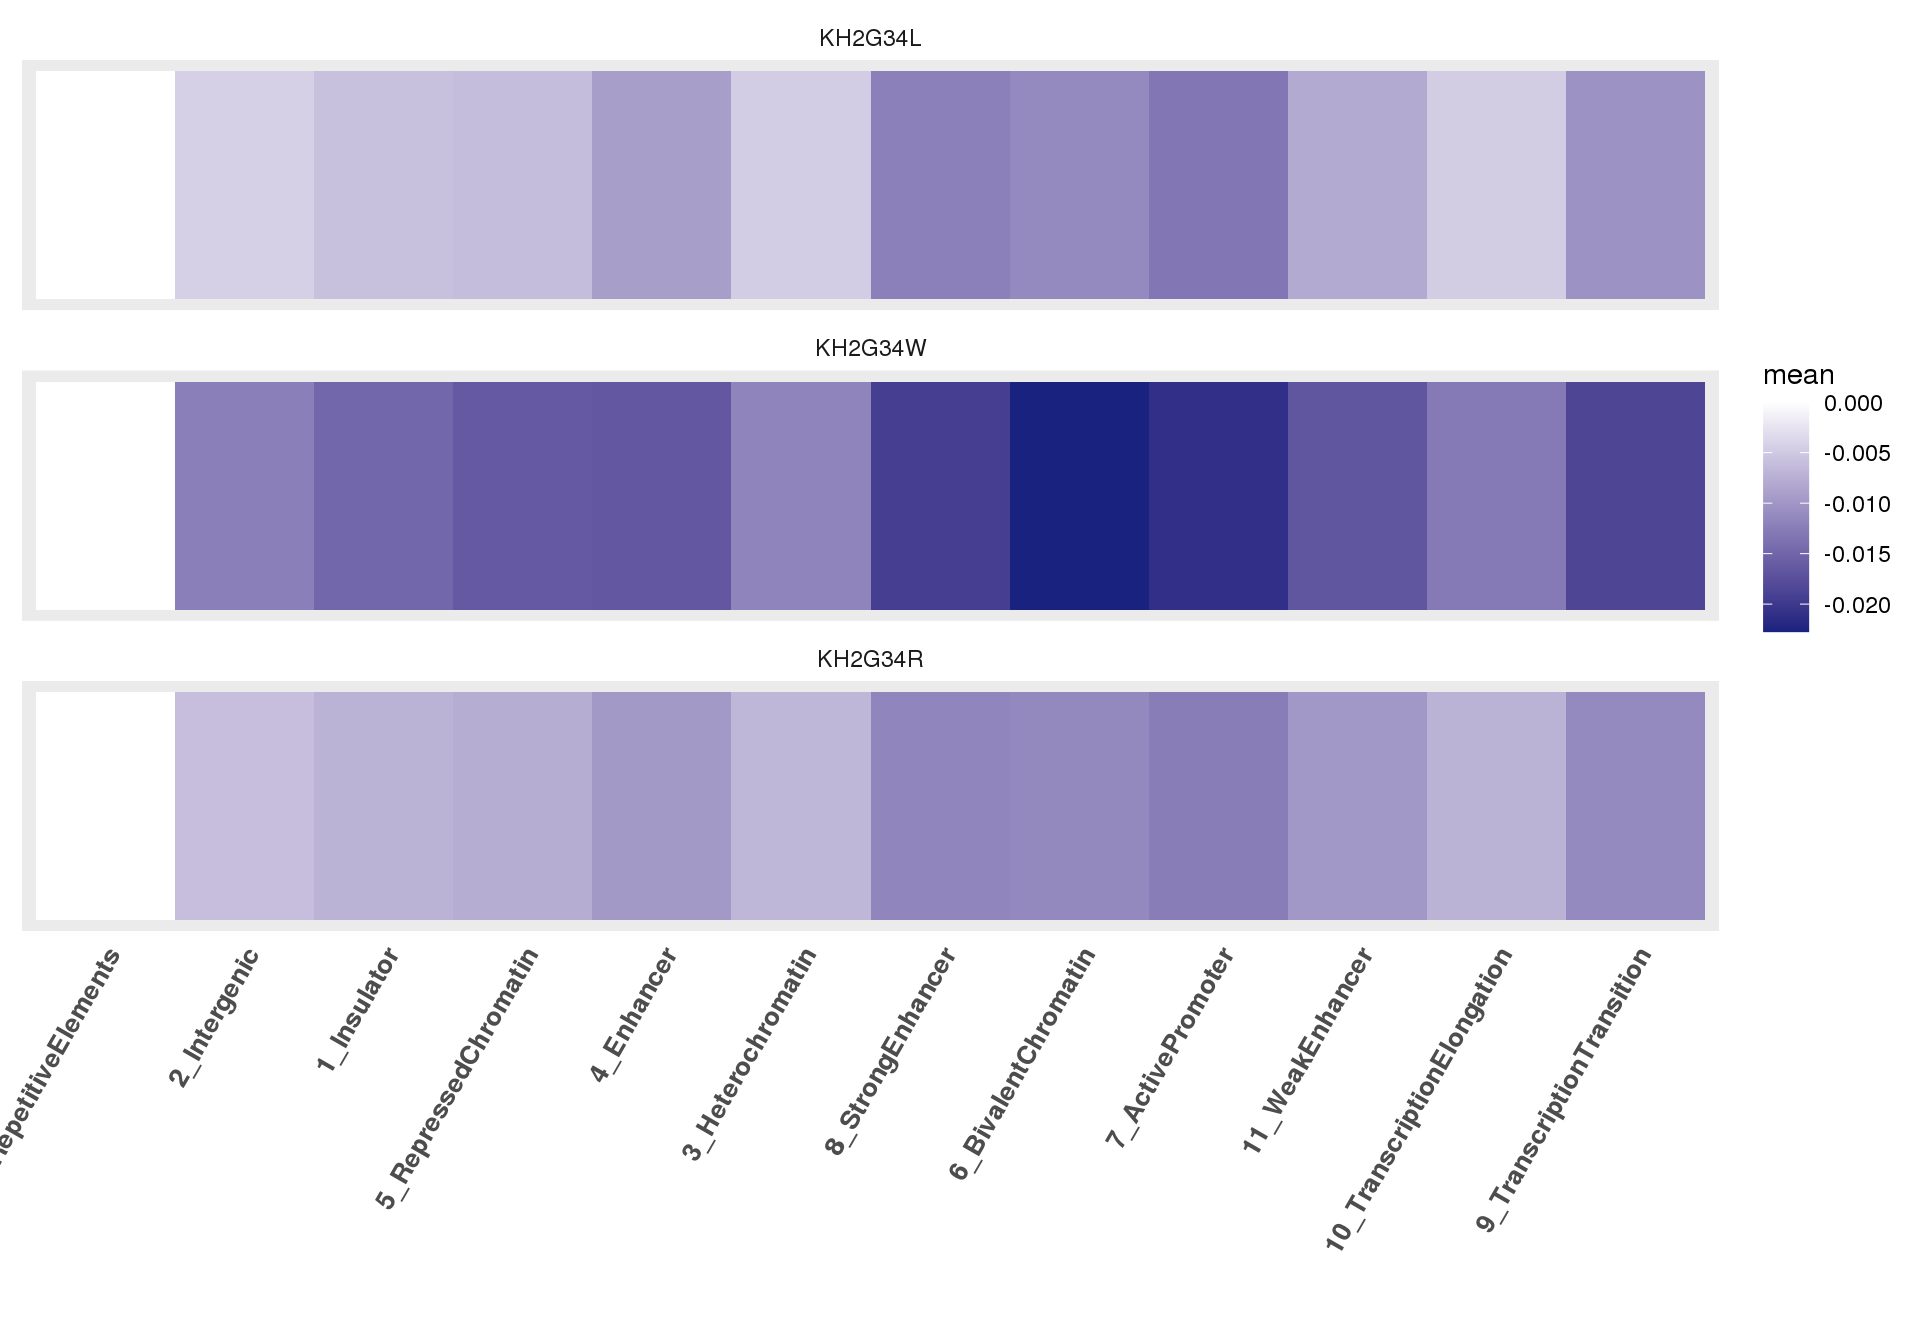 KH2G34L
KH2G34W
mean
0.000
-0.005
-0.010
-0.015
-0.020
KH2G34R
epetitiveElements
2_Intergenic
1_Insulator
5_RepressedChromatin
4_Enhancer
3_Heterochromatin
8_StrongEnhancer
6_BivalentChromatin
7_ActivePromoter
11_WeakEnhancer
10_TranscriptionElongation
9_TranscriptionTransition